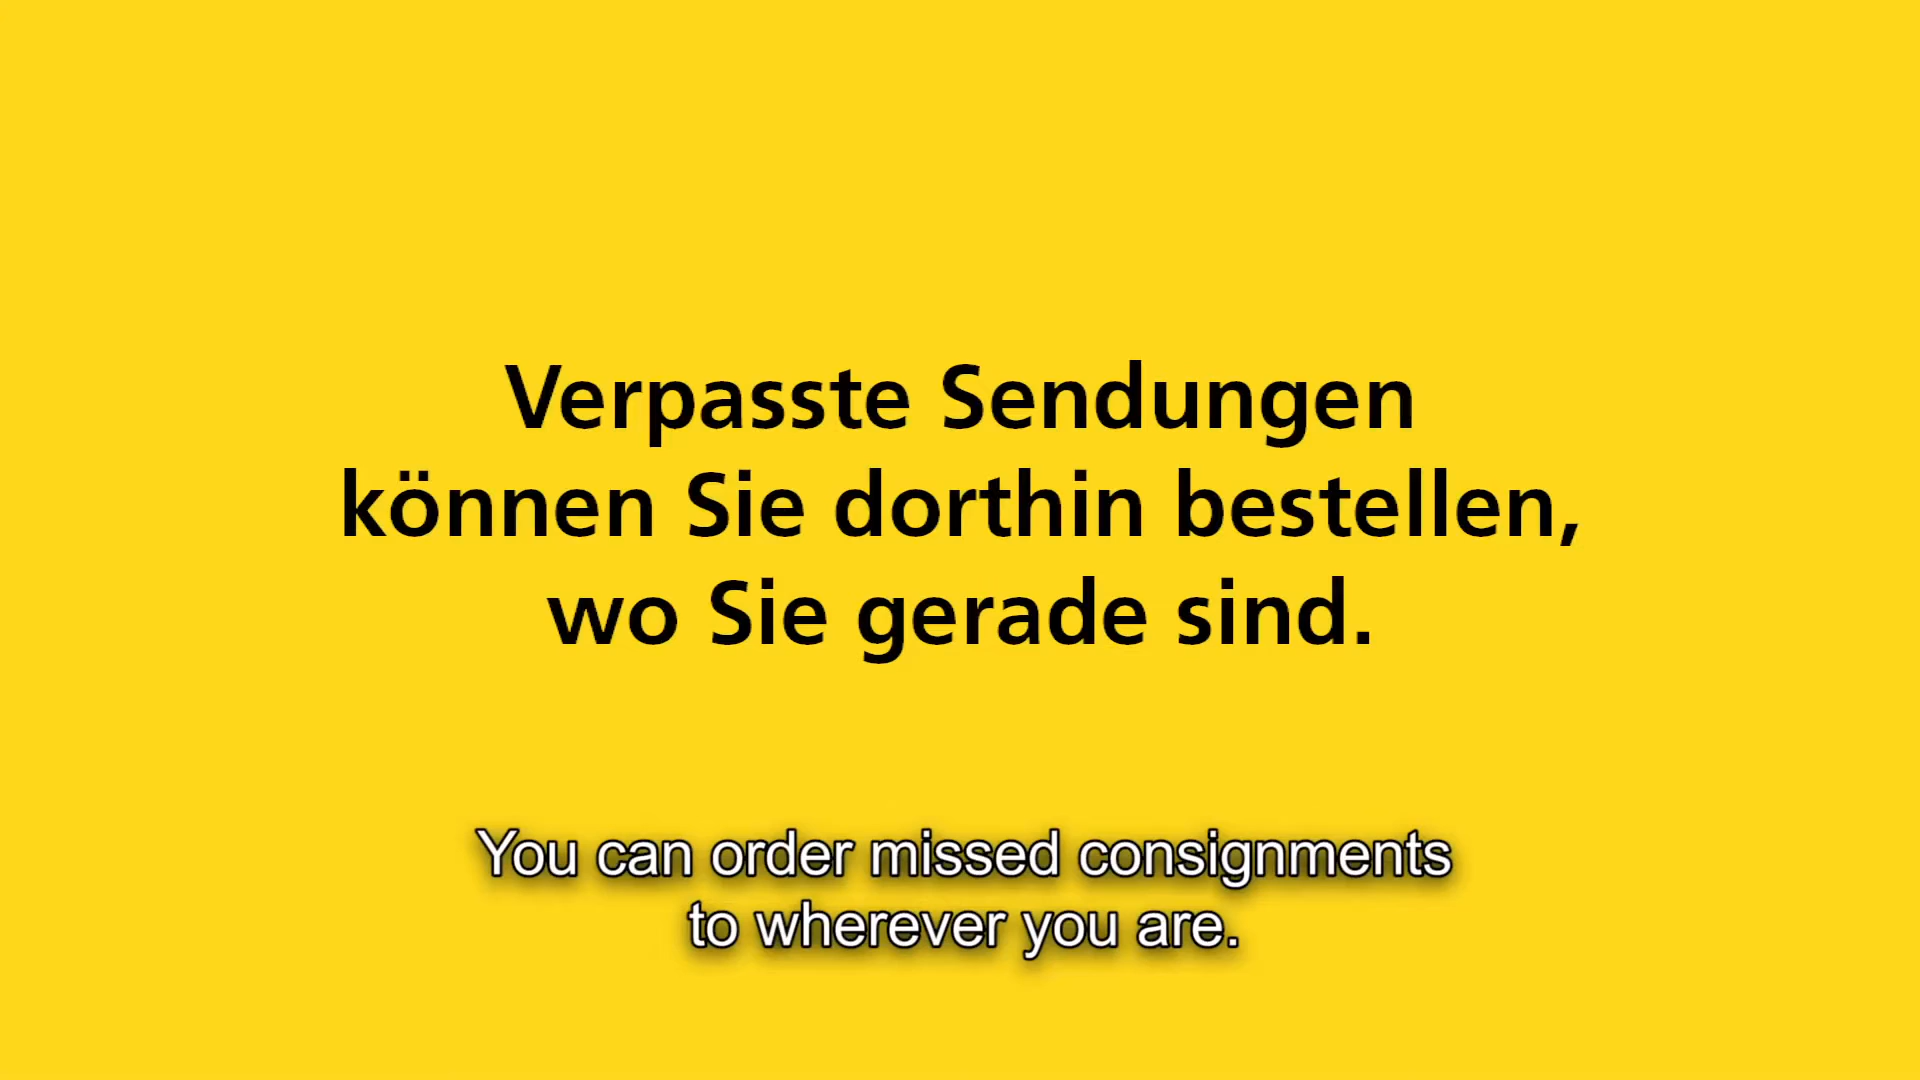 Verpasste Sendungen
können Sie dorthin bestellen,
wo Sie gerade sind.
You can order missed consignments
to wherever you are.